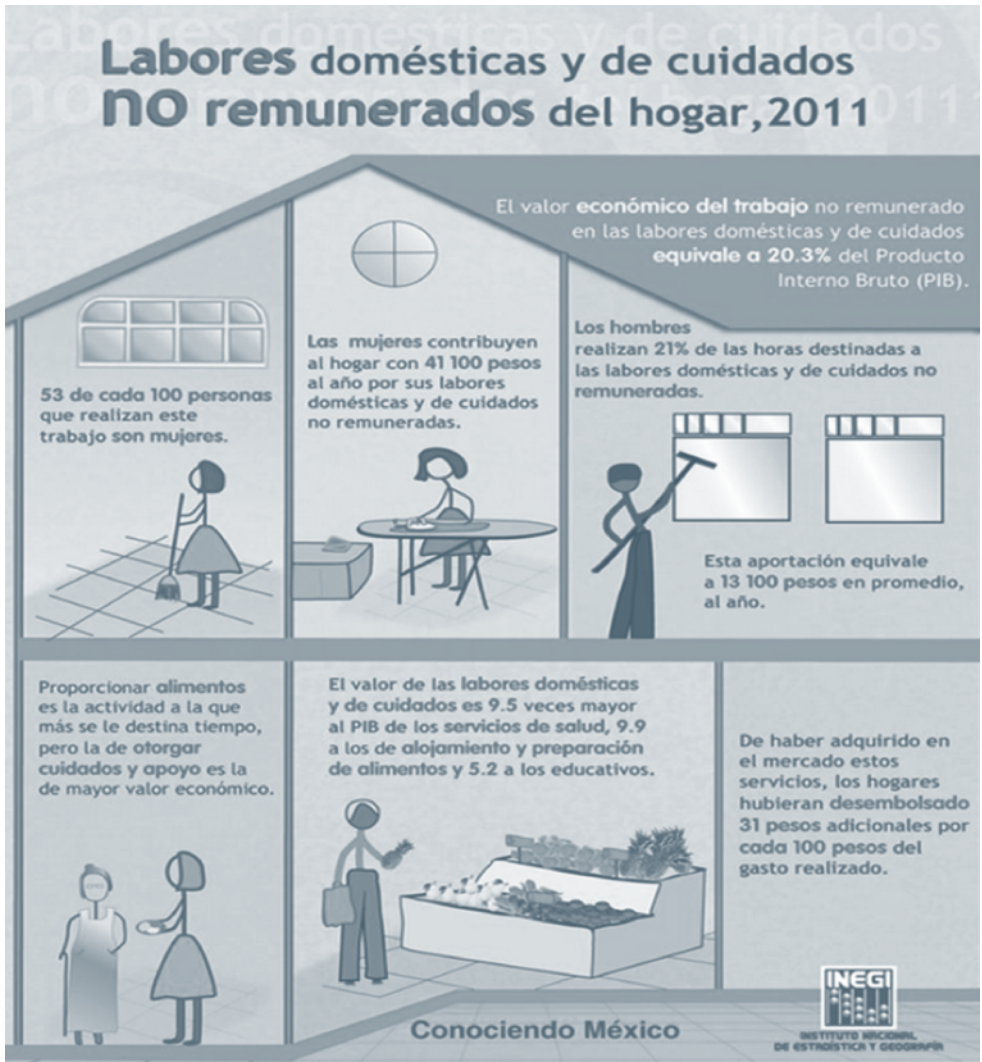 Labores domésticas y de cuidados
no remunerados del hogar, 2011
El valor económico del trabajo no remunerado
en las labores domésticas y de cuidados
equivale a 20.3% del Producto
Interno Bruto (PIB).
53 de cada 100 personas
que realizan este
trabajo son mujeres.
Las mujeres contribuyen
al hogar con 41 100 pesos
al año por sus labores
domésticas y de cuidados
no remuneradas.
Los hombres
realizan 21% de las horas destinadas a
las labores domésticas y de cuidados no
remuneradas.
Esta aportación equivale
a 13 100 pesos en promedio,
al año.
Proporcionar alimentos
es la actividad a la que
más se le destina tiempo,
pero la de otorgar
cuidados y apoyo es la
de mayor valor económico.
El valor de las labores domésticas
y de cuidados es 9.5 veces mayor
al PIB de los servicios de salud, 9.9
a los de alojamiento y preparación
de alimentos y 5.2 a los educativos.
De haber adquirido en
el mercado estos
servicios, los hogares
hubieran desembolsado
31 pesos adicionales por
cada 100 pesos del
gasto realizado.
Conociendo México
INEGI
INSTITUTO NACIONAL
DE ESTADÍSTICA Y GEOGRAFÍA